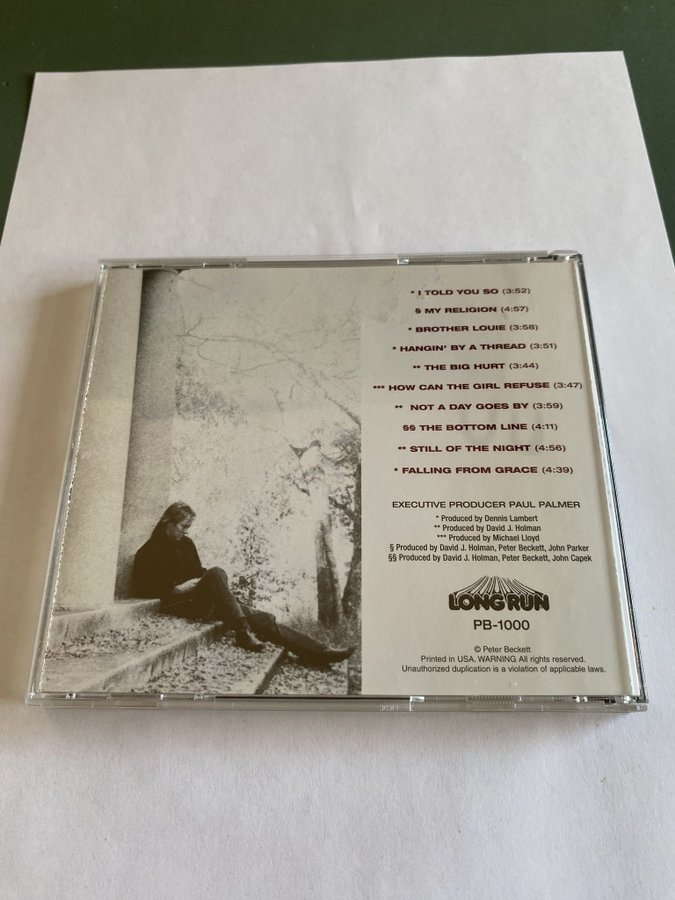 * I TOLD YOU SO (3:52)
§ MY RELIGION (4:57)
* BROTHER LOUIE (3:58)
* HANGIN' BY A THREAD (3:51)
** THE BIG HURT (3:44)
*** HOW CAN THE GIRL REFUSE (3:47)
** NOT A DAY GOES BY (3:59)
§§ THE BOTTOM LINE (4:11)
** STILL OF THE NIGHT (4:56)
* FALLING FROM GRACE (4:39)
EXECUTIVE PRODUCER PAUL PALMER
* Produced by Dennis Lambert
** Produced by David J. Holman
*** Produced by Michael Lloyd
§ Produced by David J. Holman, Peter Beckett, John Parker
§§ Produced by David J. Holman, Peter Beckett, John Capek
LONG RUN
PB-1000
© Peter Beckett
Printed in USA. WARNING All rights reserved.
Unauthorized duplication is a violation of applicable laws.